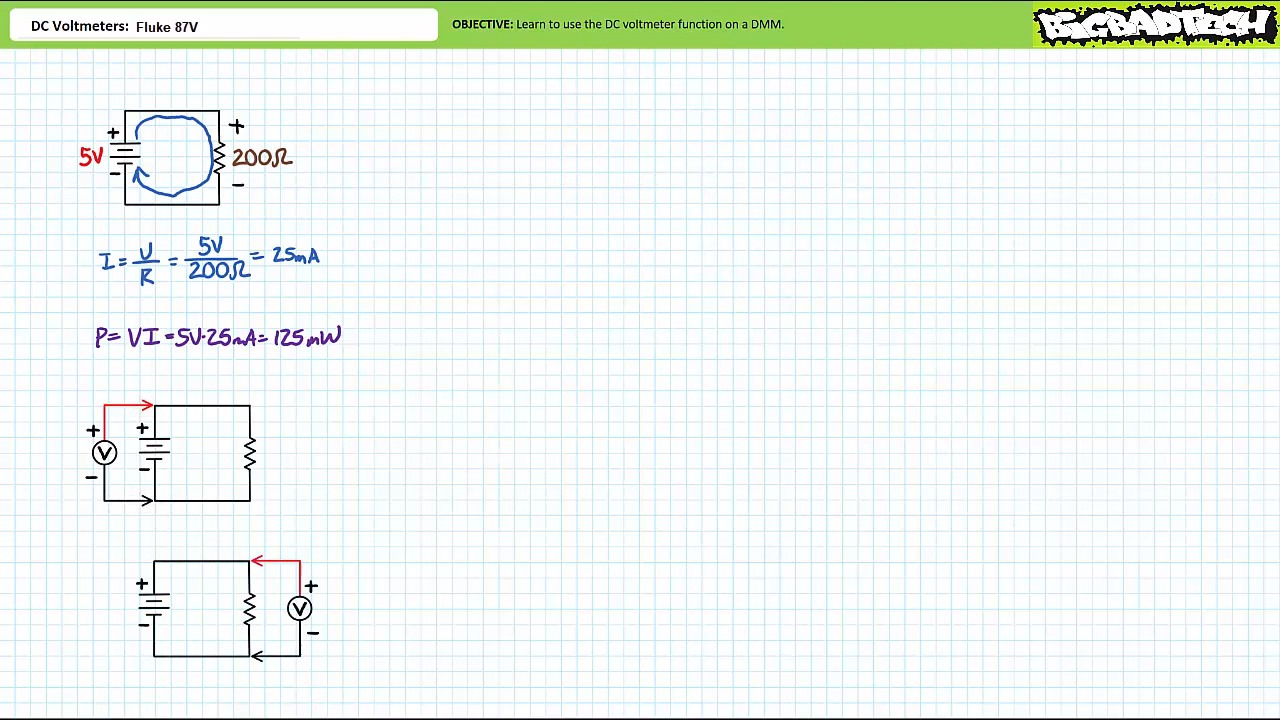 DC Voltmeters: Fluke 87V
OBJECTIVE: Learn to use the DC voltmeter function on a DMM.
BIGBADTECH
+
+
5V
200Ω
-
-
I = V/R = 5V/200Ω = 25mA
P = VI = 5V·25mA = 125mW
+
+
V
-
-
+
+
V
-
-